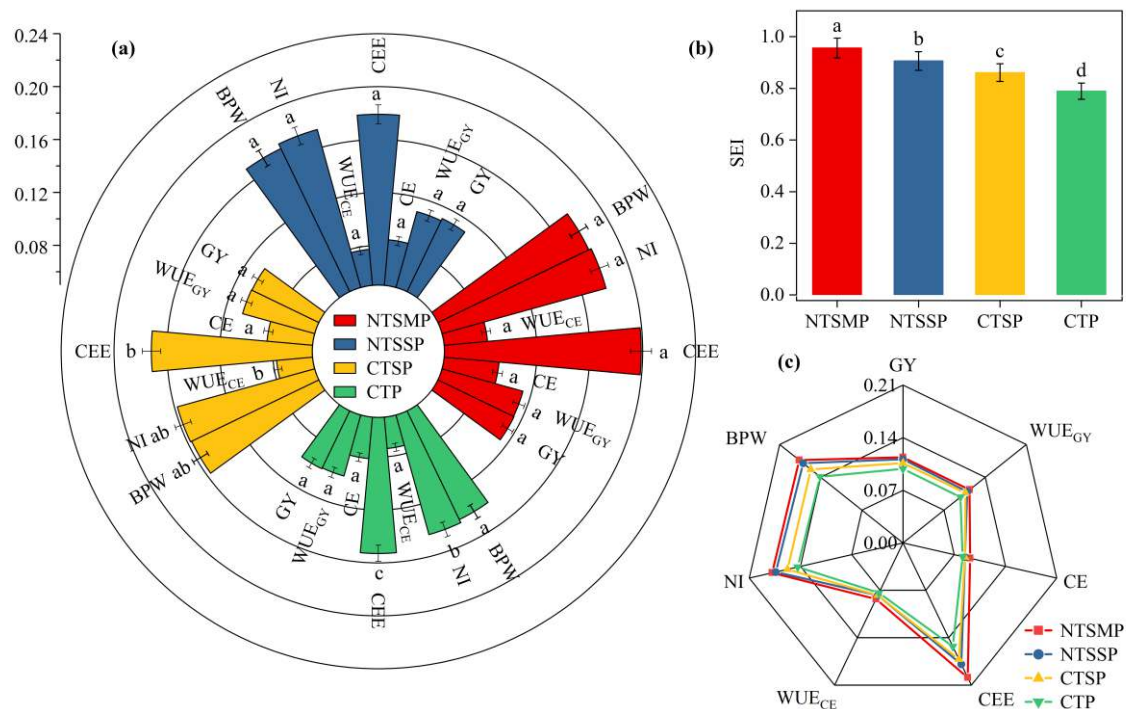 (a)
0.24
0.20
0.16
0.12
0.08
CEE
a
NI
a
BPW
a
WUE_CE
a
CE
a
WUE_GY
a
GY
a
a BPW
a NI
a WUE_CE
a CEE
a CE
a WUE_GY
a GY
GY a
WUE_GY a
CE a
CEE b
WUE_CE b
NI ab
BPW ab
NTSMP
NTSSP
CTSP
CTP
a
GY
a
WUE_GY
a
CE
c
CEE
a
WUE_CE
b
NI
a
BPW
(b)
SEI
1.0
0.8
0.6
0.4
0.2
0.0
a
b
c
d
NTSMP NTSSP CTSP CTP
(c)
GY
0.21
0.14
0.07
0.00
BPW
WUE_GY
NI
CE
WUE_CE
CEE
NTSMP
NTSSP
CTSP
CTP